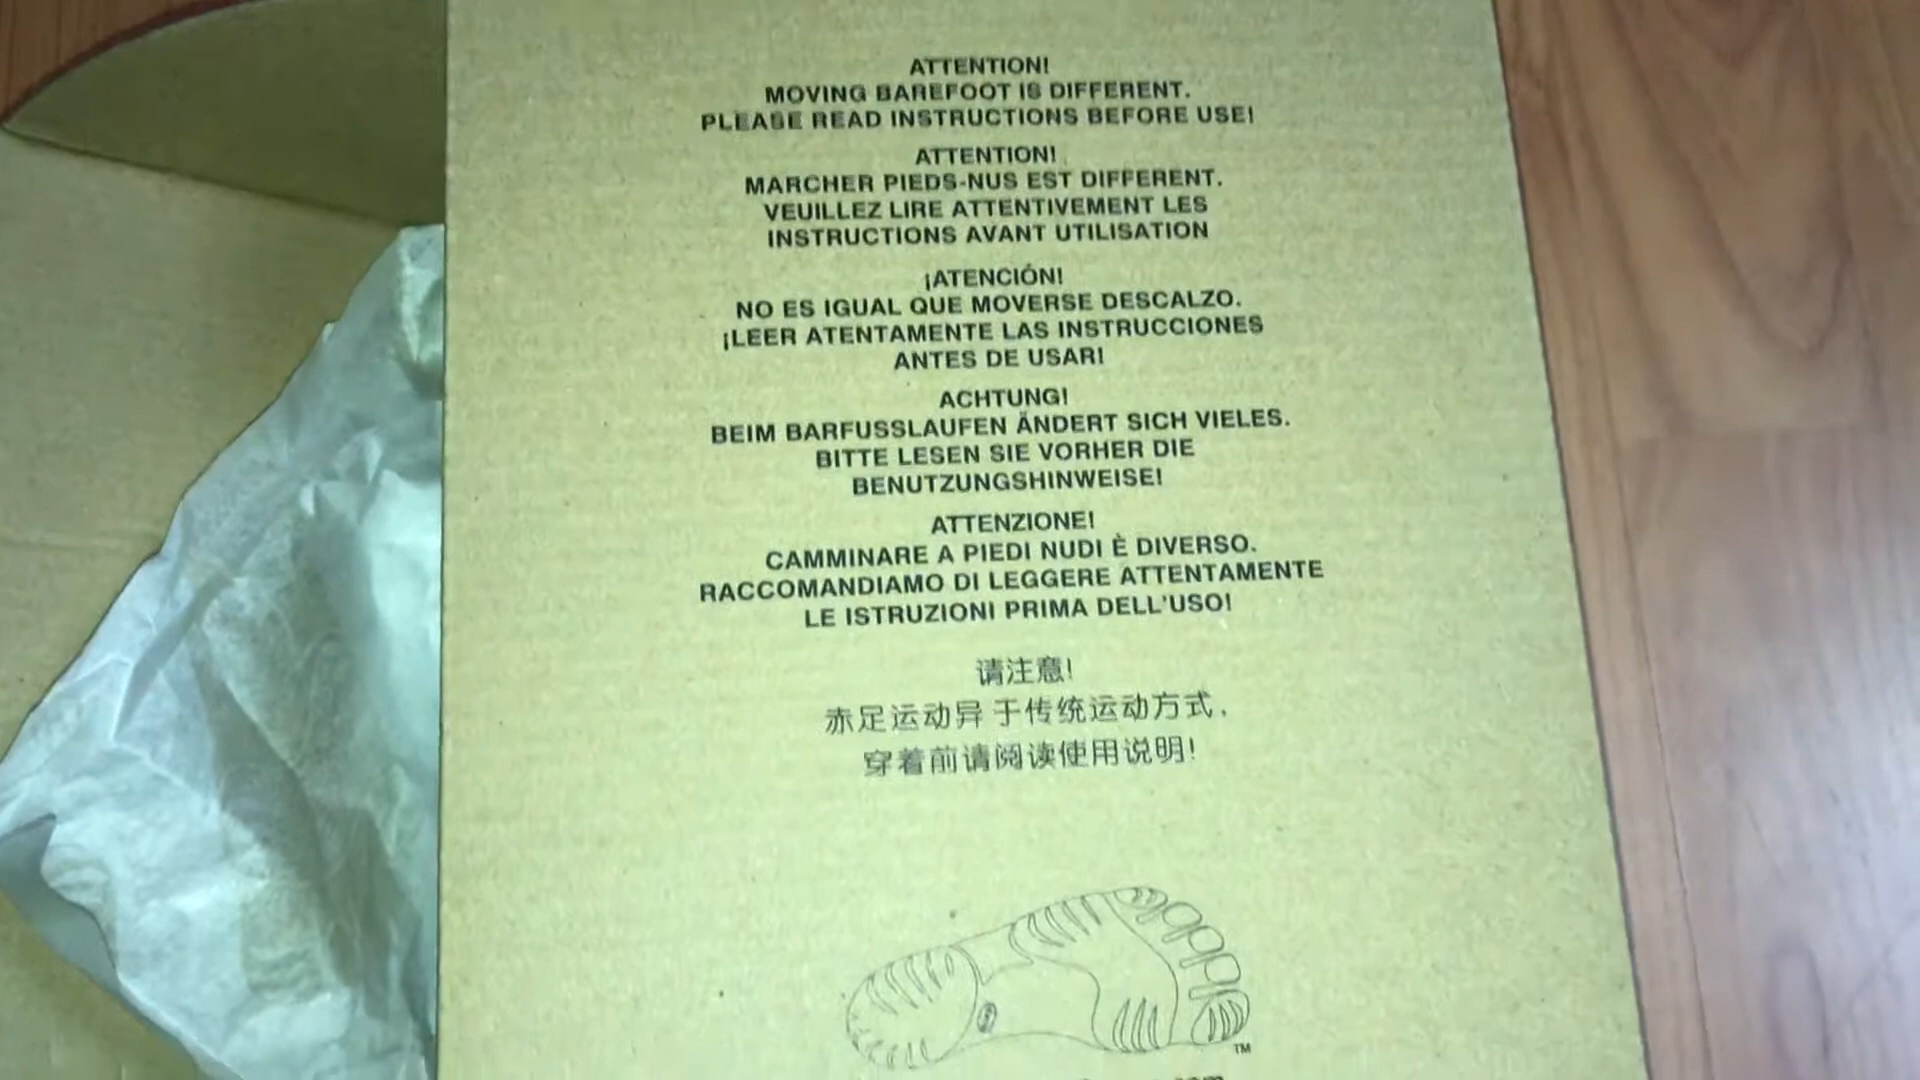 ATTENTION!
MOVING BAREFOOT IS DIFFERENT.
PLEASE READ INSTRUCTIONS BEFORE USE!
ATTENTION!
MARCHER PIEDS-NUS EST DIFFERENT.
VEUILLEZ LIRE ATTENTIVEMENT LES
INSTRUCTIONS AVANT UTILISATION
¡ATENCIÓN!
NO ES IGUAL QUE MOVERSE DESCALZO.
¡LEER ATENTAMENTE LAS INSTRUCCIONES
ANTES DE USAR!
ACHTUNG!
BEIM BARFUSSLAUFEN ÄNDERT SICH VIELES.
BITTE LESEN SIE VORHER DIE
BENUTZUNGSHINWEISE!
ATTENZIONE!
CAMMINARE A PIEDI NUDI È DIVERSO.
RACCOMANDIAMO DI LEGGERE ATTENTAMENTE
LE ISTRUZIONI PRIMA DELL'USO!
请注意!
赤足运动异 于传统运动方式,
穿着前请阅读使用说明!
TM